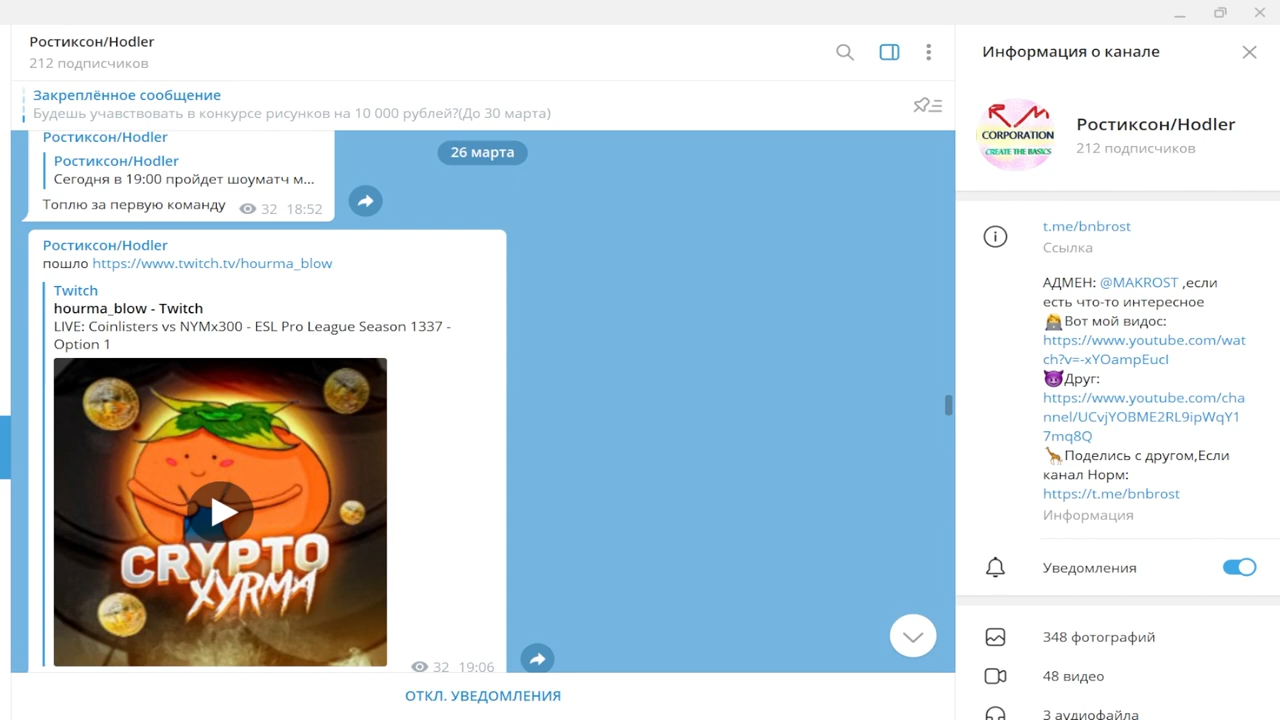 Ростиксон/Hodler
212 подписчиков
Закреплённое сообщение
Будешь учавствовать в конкурсе рисунков на 10 000 рублей?(До 30 марта)
Ростиксон/Hodler
26 марта
Ростиксон/Hodler
Сегодня в 19:00 пройдет шоуматч м...
Топлю за первую команду
32 18:52
Ростиксон/Hodler
пошло https://www.twitch.tv/hourma_blow
Twitch
hourma_blow - Twitch
LIVE: Coinlisters vs NYMx300 - ESL Pro League Season 1337 -
Option 1
CRYPTO
XYRMA
32 19:06
ОТКЛ. УВЕДОМЛЕНИЯ
Информация о канале
RM
CORPORATION
CREATE THE BASICS
Ростиксон/Hodler
212 подписчиков
t.me/bnbrost
Ссылка
АДМЕН: @MAKROST ,если
есть что-то интересное
Вот мой видос:
https://www.youtube.com/wat
ch?v=-xYOampEucI
Друг:
https://www.youtube.com/cha
nnel/UCvjYOBME2RL9ipWqY1
7mq8Q
Поделись с другом,Если
канал Норм:
https://t.me/bnbrost
Информация
Уведомления
348 фотографий
48 видео
3 аудиофайла